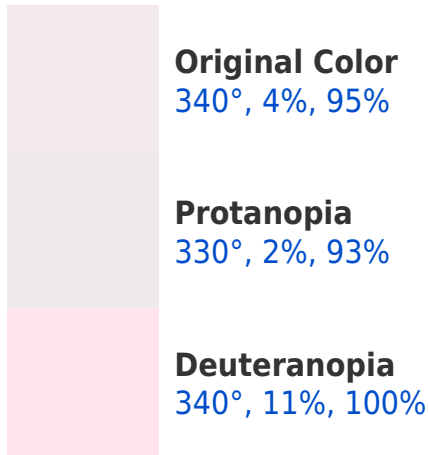 Original Color
340°, 4%, 95%
Protanopia
330°, 2%, 93%
Deuteranopia
340°, 11%, 100%